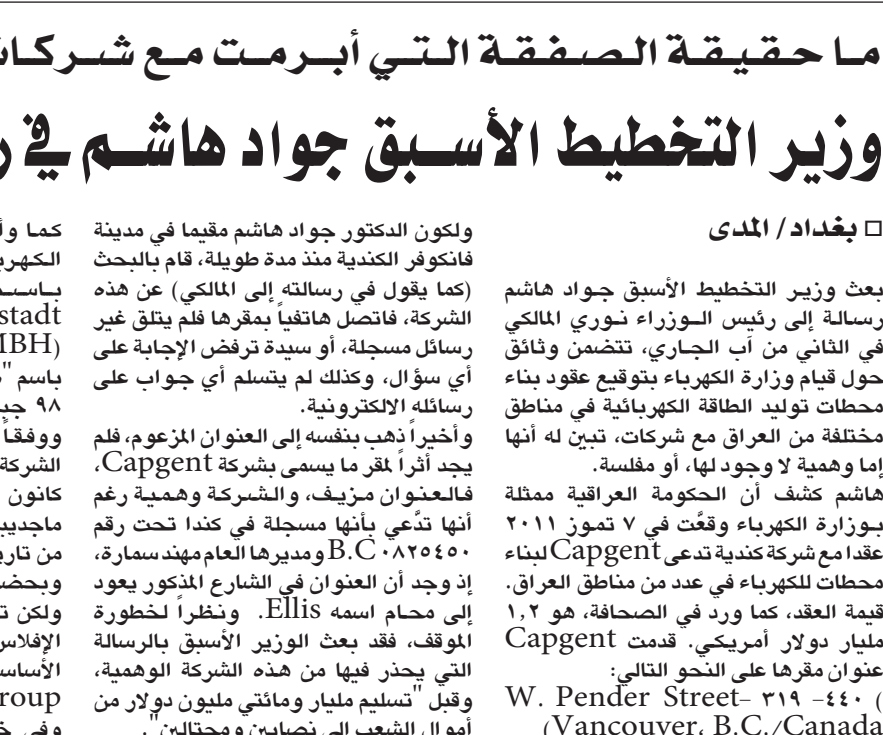 ما حقيقة الصفقة التي أبرمت مع
وزير التخطيط الأسبق جواد هاشم في
□ بغداد/ المدى
بعث وزير التخطيط الأسبق جواد هاشم
رسالة إلى رئيس الوزراء نوري المالكي
في الثاني من آب الجاري، تتضمن وثائق
حول قيام وزارة الكهرباء بتوقيع عقود بناء
محطات توليد الطاقة الكهربائية في مناطق
مختلفة من العراق مع شركات، تبين له أنها
إما وهمية لا وجود لها، أو مفلسة.
هاشم كشف أن الحكومة العراقية ممثلة
بوزارة الكهرباء وقعَّت في ٧ تموز ٢٠١١
عقدا مع شركة كندية تدعى Capgent لبناء
محطات للكهرباء في عدد من مناطق العراق.
قيمة العقد، كما ورد في الصحافة، هو ١,٢
مليار دولار أمريكي. قدمت Capgent
عنوان مقرها على النحو التالي:
W. Pender Street– ٣١٩ –٤٤٠ (
(Vancouver، B.C./Canada
ولكون الدكتور جواد هاشم مقيما في مدينة
فانكوفر الكندية منذ مدة طويلة، قام بالبحث
(كما يقول في رسالته إلى المالكي) عن هذه
الشركة، فاتصل هاتفياً بمقرها فلم يتلق غير
رسائل مسجلة، أو سيدة ترفض الإجابة على
أي سؤال، وكذلك لم يتسلم أي جواب على
رسائله الالكترونية.
وأخيراً ذهب بنفسه إلى العنوان المزعوم، فلم
يجد أثراً لمقر ما يسمى بشركة Capgent،
فالعنوان مزيف، والشركة وهمية رغم
أنها تدَّعي بأنها مسجلة في كندا تحت رقم
B.C٠٨٢٥٤٥٠ ومديرها العام مهند سمارة،
إذ وجد أن العنوان في الشارع المذكور يعود
إلى محام اسمه Ellis. ونظراً لخطورة
الموقف، فقد بعث الوزير الأسبق بالرسالة
التي يحذر فيها من هذه الشركة الوهمية،
وقبل "تسليم مليار ومائتي مليون دولار من
أموال الشعب إلى نصابين ومحتالين".
كما
stadt
MBH)
باسم
٩٨
ووفقاً
الشركة
كانون
من
ولكن
الإفلاس
roup
وفي